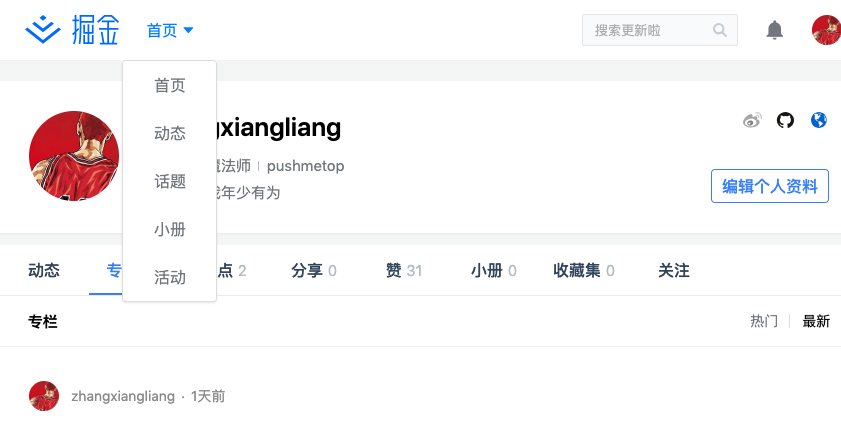 掘金 首页 搜索更新啦
首页
动态
话题
小册
活动
gxiangliang
法师 | pushmetop
年少有为
编辑个人资料
动态 专 点 2 分享 0 赞 31 小册 0 收藏集 0 关注
专栏 热门 | 最新
zhangxiangliang · 1天前